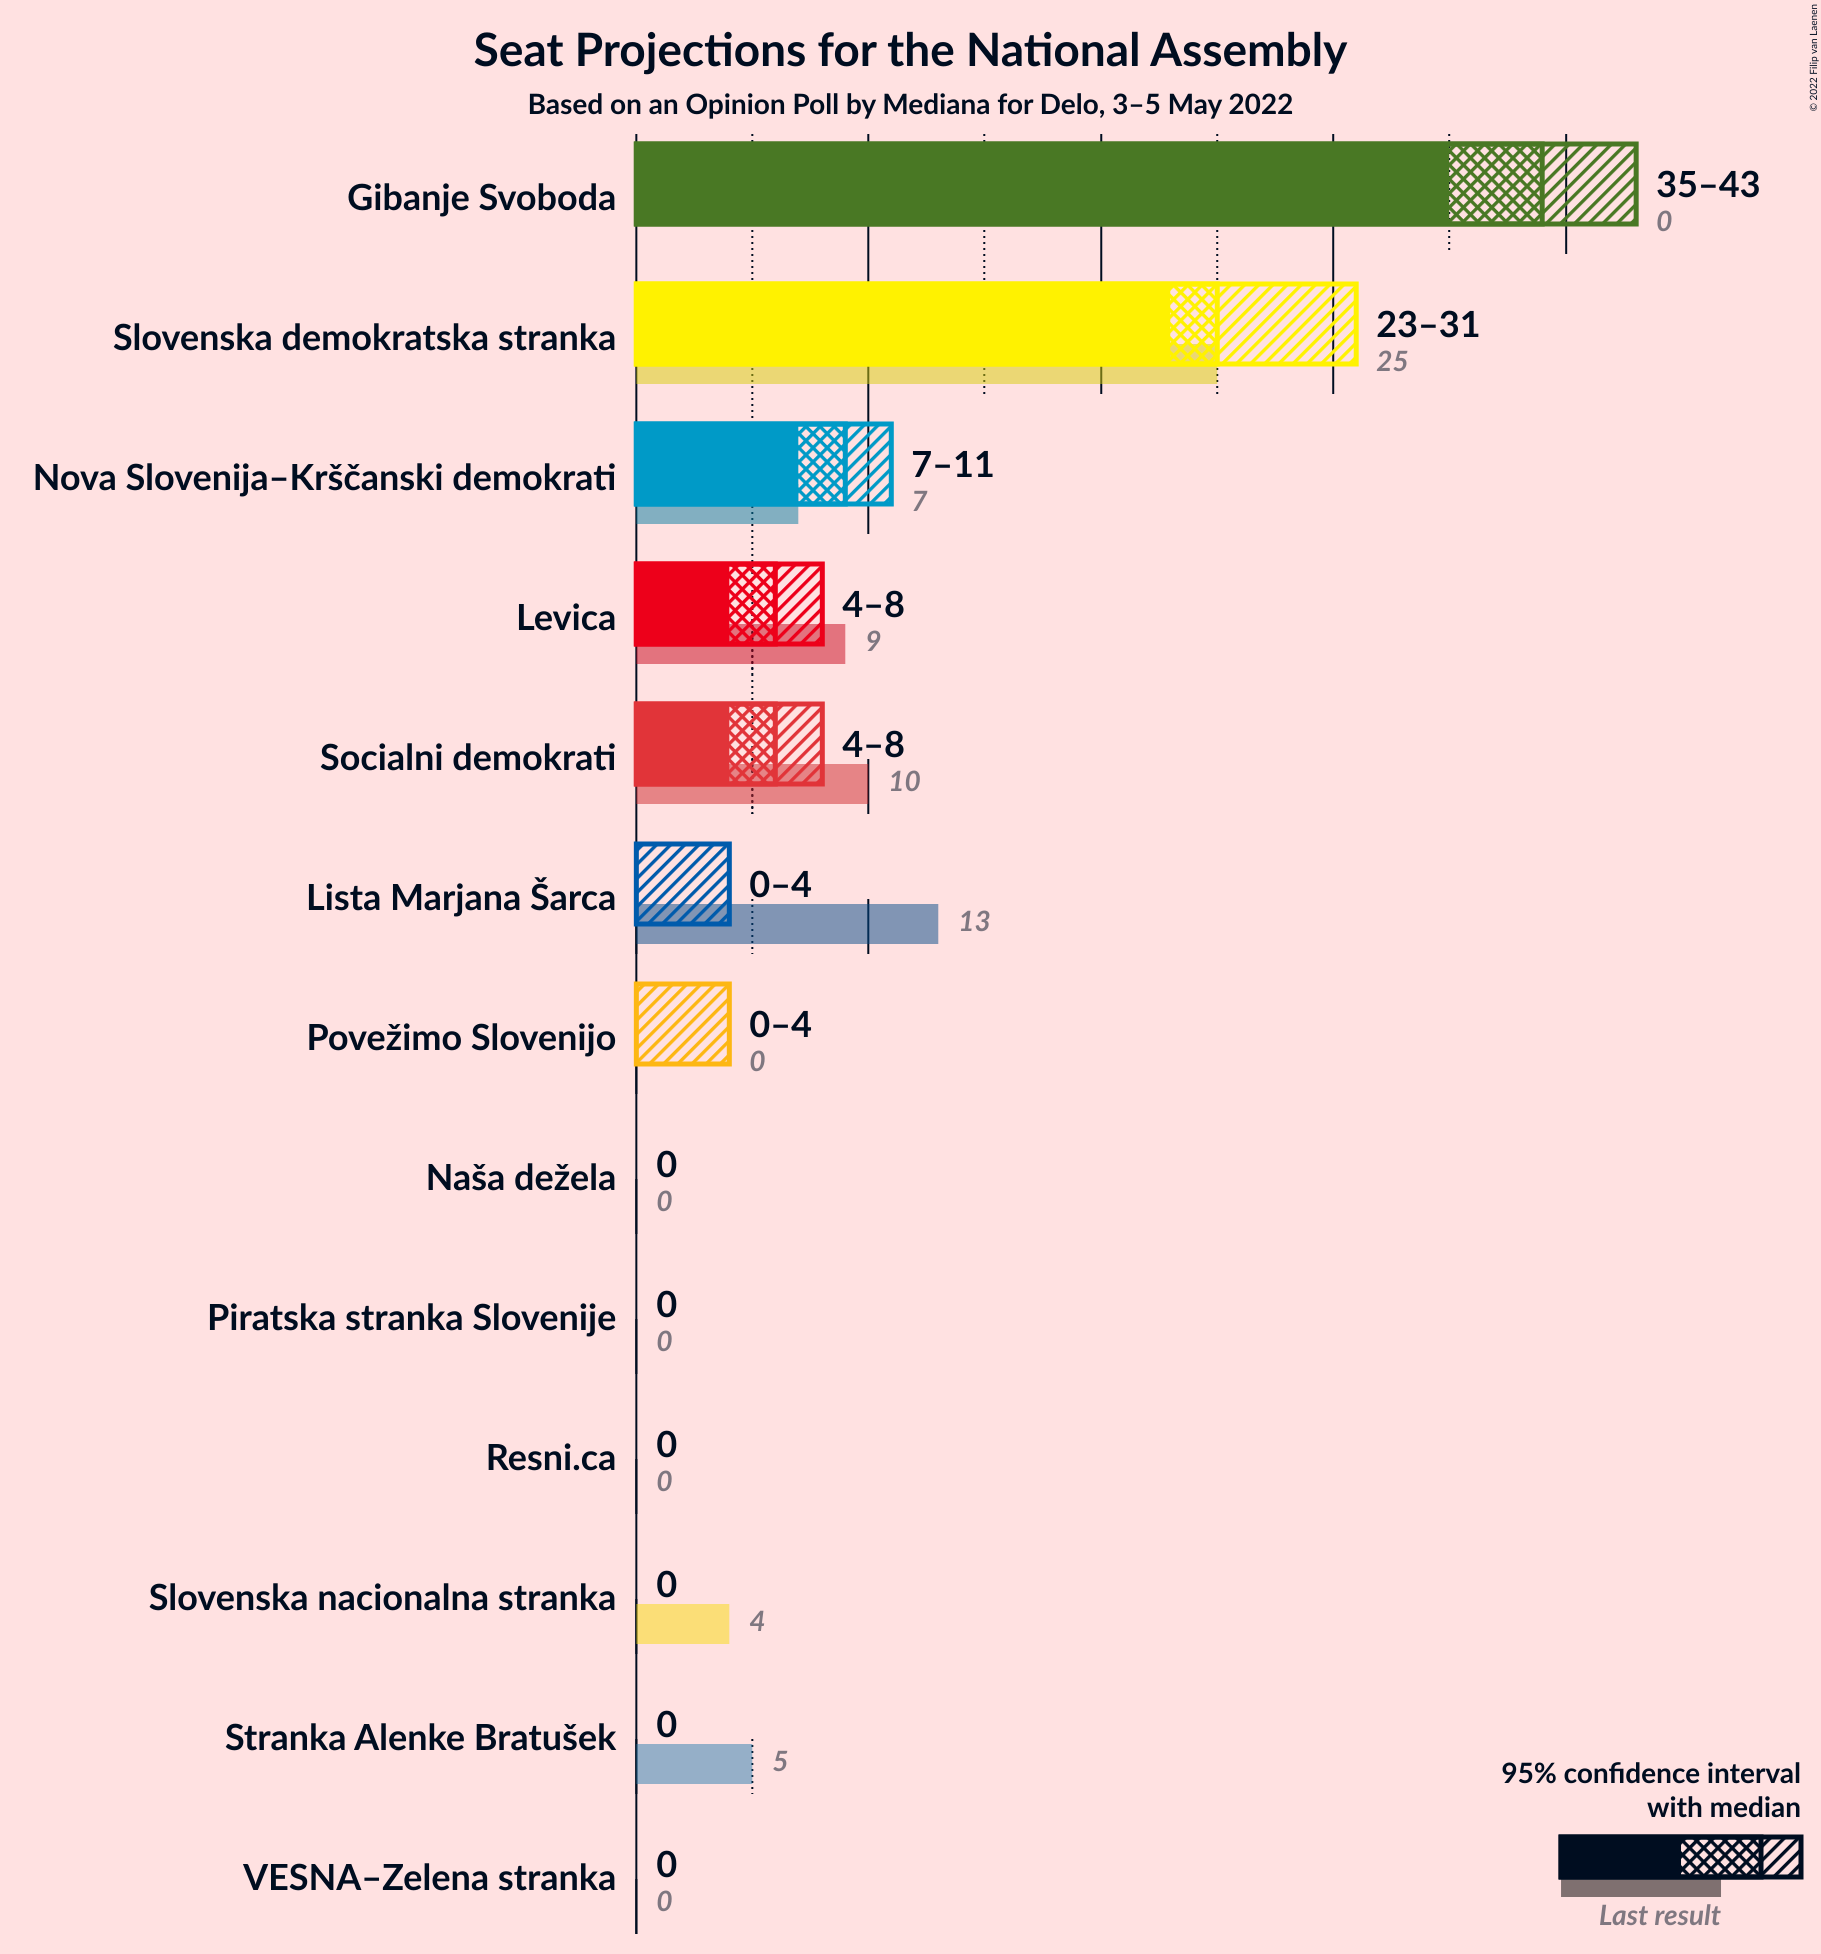 Seat Projections for the National Assembly
Based on an Opinion Poll by Mediana for Delo, 3–5 May 2022
© 2022 Filip van Laenen
Gibanje Svoboda
35–43
0
Slovenska demokratska stranka
23–31
25
Nova Slovenija–Krščanski demokrati
7–11
7
Levica
4–8
9
Socialni demokrati
4–8
10
Lista Marjana Šarca
0–4
13
Povežimo Slovenijo
0–4
0
Naša dežela
0
0
Piratska stranka Slovenije
0
0
Resni.ca
0
0
Slovenska nacionalna stranka
0
4
Stranka Alenke Bratušek
0
5
VESNA–Zelena stranka
0
0
95% confidence interval
with median
Last result